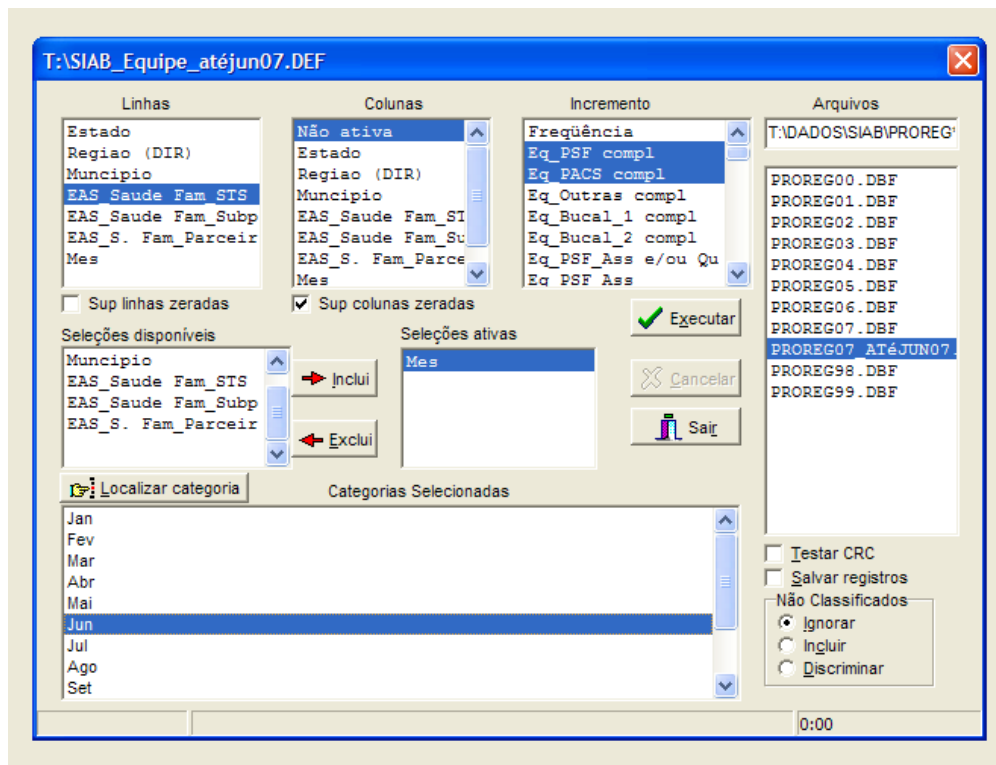 T:\SIAB_Equipe_atéjun07.DEF
Linhas
Estado
Regiao (DIR)
Muncipio
EAS_Saude Fam_STS
EAS_Saude Fam_Subp
EAS_S. Fam_Parceir
Mes
Sup linhas zeradas
Colunas
Não ativa
Estado
Regiao (DIR)
Muncipio
EAS_Saude Fam_ST
EAS_Saude Fam_Su
EAS_S. Fam_Parce
Mes
Sup colunas zeradas
Incremento
Freqüência
Eq_PSF compl
Eq_PACS compl
Eq_Outras compl
Eq_Bucal_1 compl
Eq_Bucal_2 compl
Eq_PSF_Ass e/ou Qu
Eq PSF Ass
Arquivos
T:\DADOS\SIAB\PROREG
PROREG00.DBF
PROREG01.DBF
PROREG02.DBF
PROREG03.DBF
PROREG04.DBF
PROREG05.DBF
PROREG06.DBF
PROREG07.DBF
PROREG07_ATéJUN07.
PROREG98.DBF
PROREG99.DBF
Seleções disponíveis
Muncipio
EAS_Saude Fam_STS
EAS_Saude Fam_Subp
EAS_S. Fam_Parceir
Inclui
Exclui
Seleções ativas
Mes
Executar
Cancelar
Sair
Localizar categoria
Categorias Selecionadas
Jan
Fev
Mar
Abr
Mai
Jun
Jul
Ago
Set
Testar CRC
Salvar registros
Não Classificados
Ignorar
Incluir
Discriminar
0:00